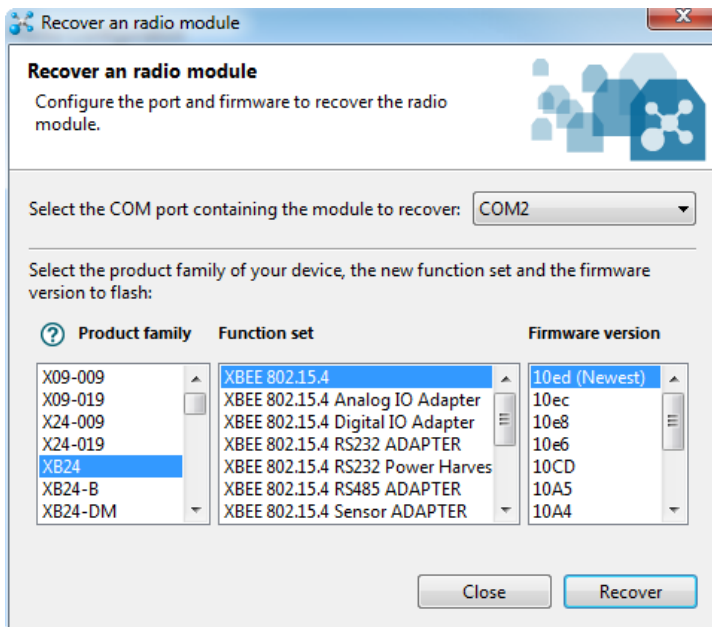 Recover an radio module
Recover an radio module
Configure the port and firmware to recover the radio
module.
Select the COM port containing the module to recover: COM2
Select the product family of your device, the new function set and the firmware
version to flash:
? Product family Function set Firmware version
X09-009 XBEE 802.15.4 10ed (Newest)
X09-019 XBEE 802.15.4 Analog IO Adapter 10ec
X24-009 XBEE 802.15.4 Digital IO Adapter 10e8
X24-019 XBEE 802.15.4 RS232 ADAPTER 10e6
XB24 XBEE 802.15.4 RS232 Power Harves 10CD
XB24-B XBEE 802.15.4 RS485 ADAPTER 10A5
XB24-DM XBEE 802.15.4 Sensor ADAPTER 10A4
Close Recover